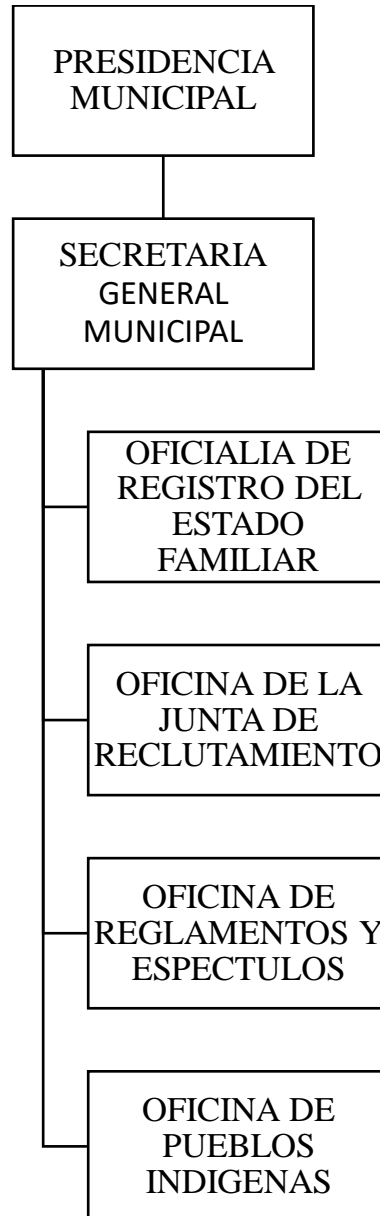 PRESIDENCIA
MUNICIPAL
SECRETARIA
GENERAL
MUNICIPAL
OFICIALIA DE
REGISTRO DEL
ESTADO
FAMILIAR
OFICINA DE LA
JUNTA DE
RECLUTAMIENTO
OFICINA DE
REGLAMENTOS Y
ESPECTULOS
OFICINA DE
PUEBLOS
INDIGENAS